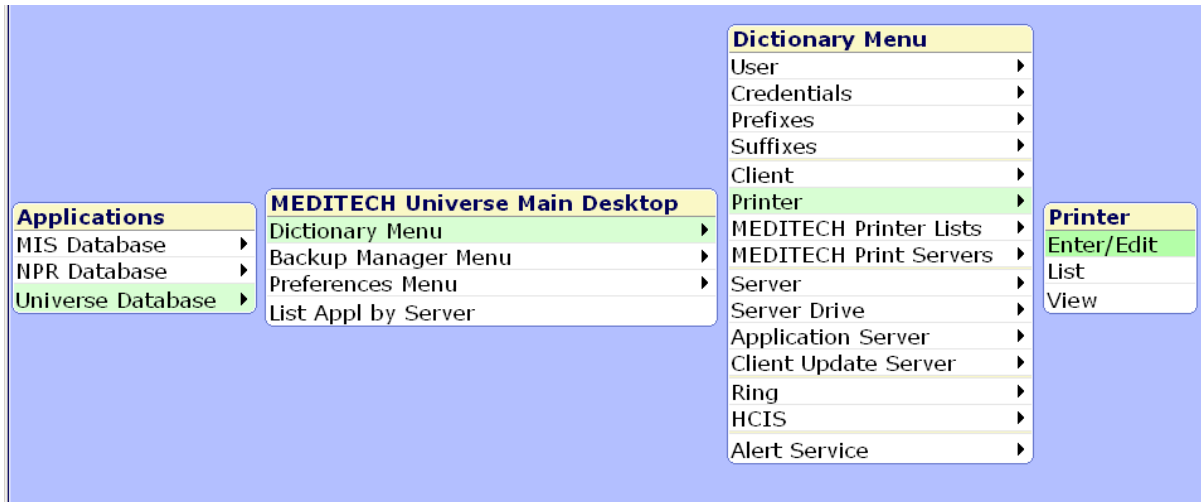 Applications
MIS Database
NPR Database
Universe Database
MEDITECH Universe Main Desktop
Dictionary Menu
Backup Manager Menu
Preferences Menu
List Appl by Server
Dictionary Menu
User
Credentials
Prefixes
Suffixes
Client
Printer
MEDITECH Printer Lists
MEDITECH Print Servers
Server
Server Drive
Application Server
Client Update Server
Ring
HCIS
Alert Service
Printer
Enter/Edit
List
View